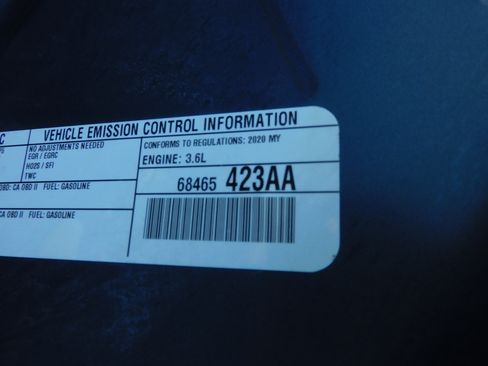 C VEHICLE EMISSION CONTROL INFORMATION
NO ADJUSTMENTS NEEDED
EGR / EGRC
HO2S / SFI
TWC
CONFORMS TO REGULATIONS: 2020 MY
ENGINE: 3.6L
68465 423AA
OBD: CA OBD II FUEL: GASOLINE
CA OBD II FUEL: GASOLINE